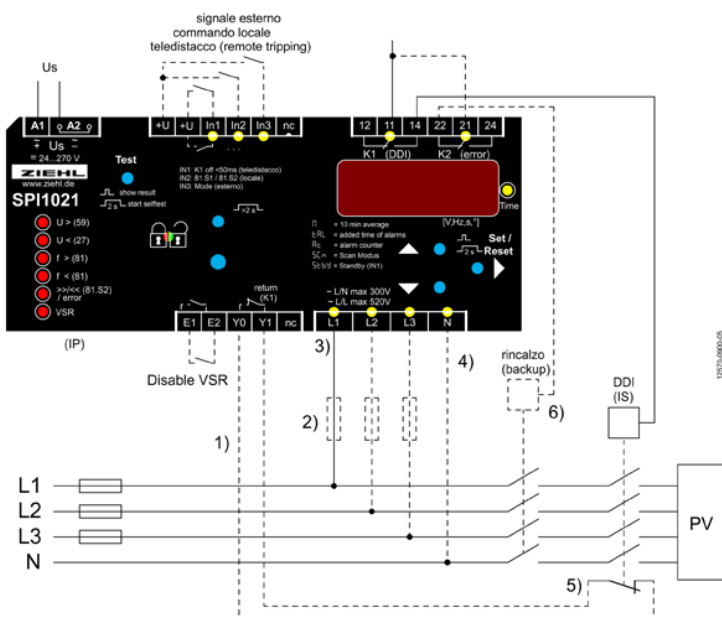 signale esterno
commando locale
teledistacco (remote tripping)
Us
A1 A2
Us
= 24...270 V
ZIEHL
www.ziehl.de
SPI1021
Test
show result
2 s start selftest
U > (59)
U < (27)
f > (81)
f < (81)
>>/<< (81.S2)
/ error
VSR
(IP)
+U +U In1 In2 In3 nc
...
IN1: K1 off <50ms (teledistacco)
IN2: 81.S1 / 81.S2 (locale)
IN3: Mode (esterno)
>2 s
12 11 14 22 21 24
K1 (DDI) K2 (error)
Time
[V,Hz,s,°]
= 10 min average
= added time of alarms
= alarm counter
= Scan Modus
= Standby (IN1)
2 s
Set /
Reset
~ L/N max 300V
~ L/L max 520V
return
(K1)
E1 E2 Y0 Y1 nc
L1 L2 L3 N
Disable VSR
1)
2)
3)
4)
rincalzo
(backup)
6)
DDI
(IS)
12570-0900-05
L1
L2
L3
N
PV
5)